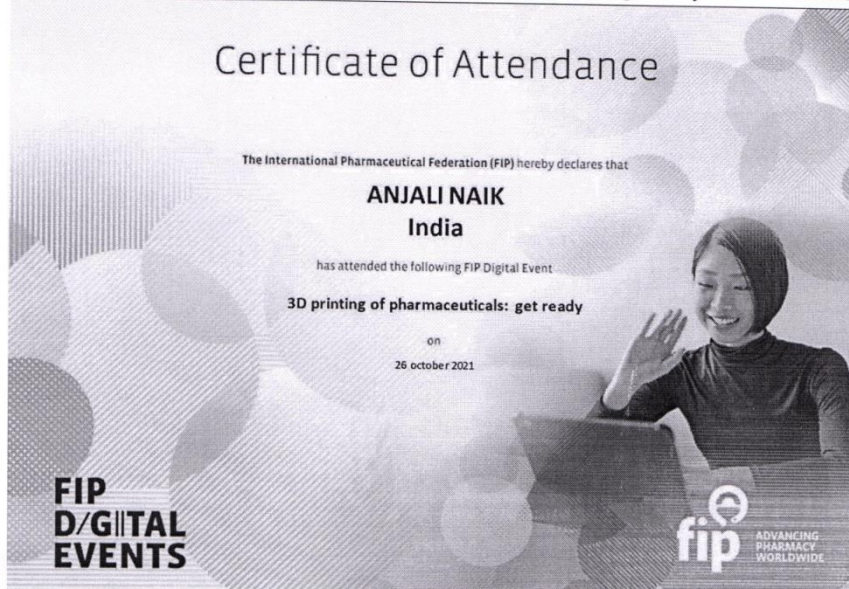 Certificate of Attendance
The International Pharmaceutical Federation (FIP) hereby declares that
ANJALI NAIK
India
has attended the following FIP Digital Event
3D printing of pharmaceuticals: get ready
on
26 october 2021
FIP
D/GIITAL
EVENTS
fip
ADVANCING
PHARMACY
WORLDWIDE